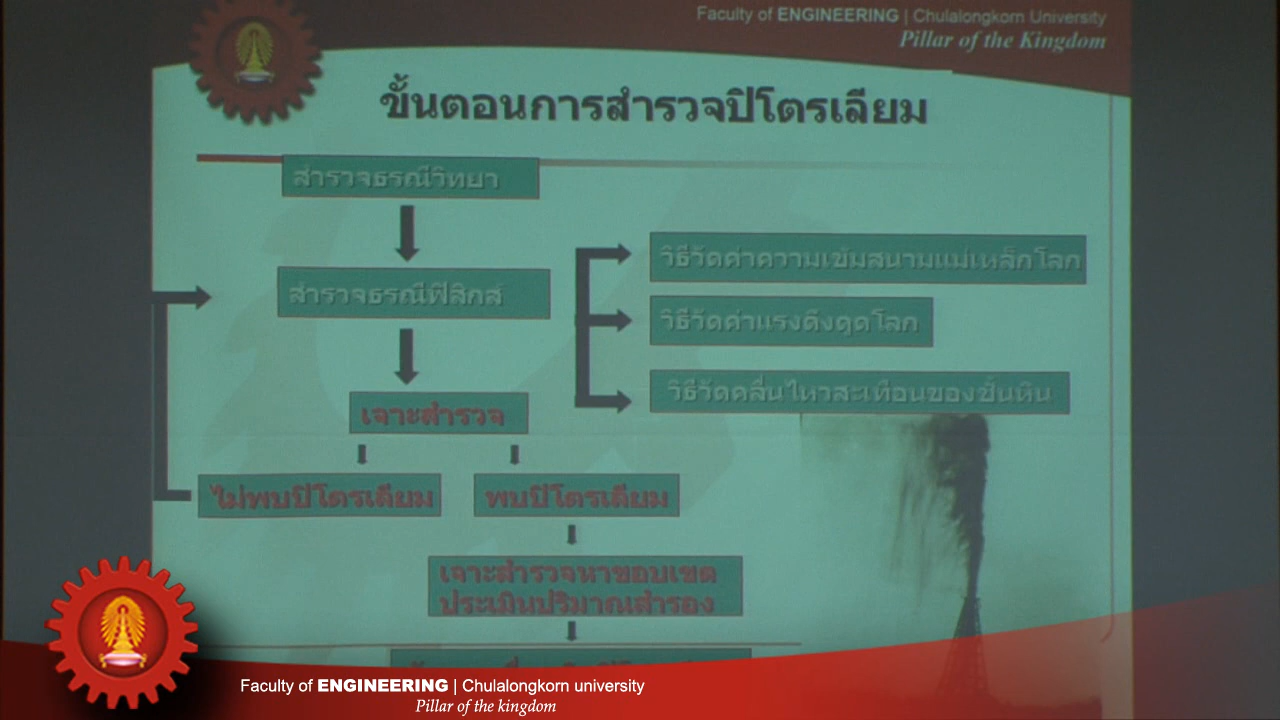 Faculty of ENGINEERING | Chulalongkorn University
Pillar of the Kingdom
ขั้นตอนการสำรวจปิโตรเลียม
สำรวจธรณีวิทยา
สำรวจธรณีฟิสิกส์
วิธีวัดค่าความเข้มสนามแม่เหล็กโลก
วิธีวัดค่าแรงดึงดูดโลก
วิธีวัดคลื่นไหวสะเทือนของชั้นหิน
เจาะสำรวจ
ไม่พบปิโตรเลียม
พบปิโตรเลียม
เจาะสำรวจหาขอบเขต
ประเมินปริมาณสำรอง
Faculty of ENGINEERING | Chulalongkorn university
Pillar of the kingdom